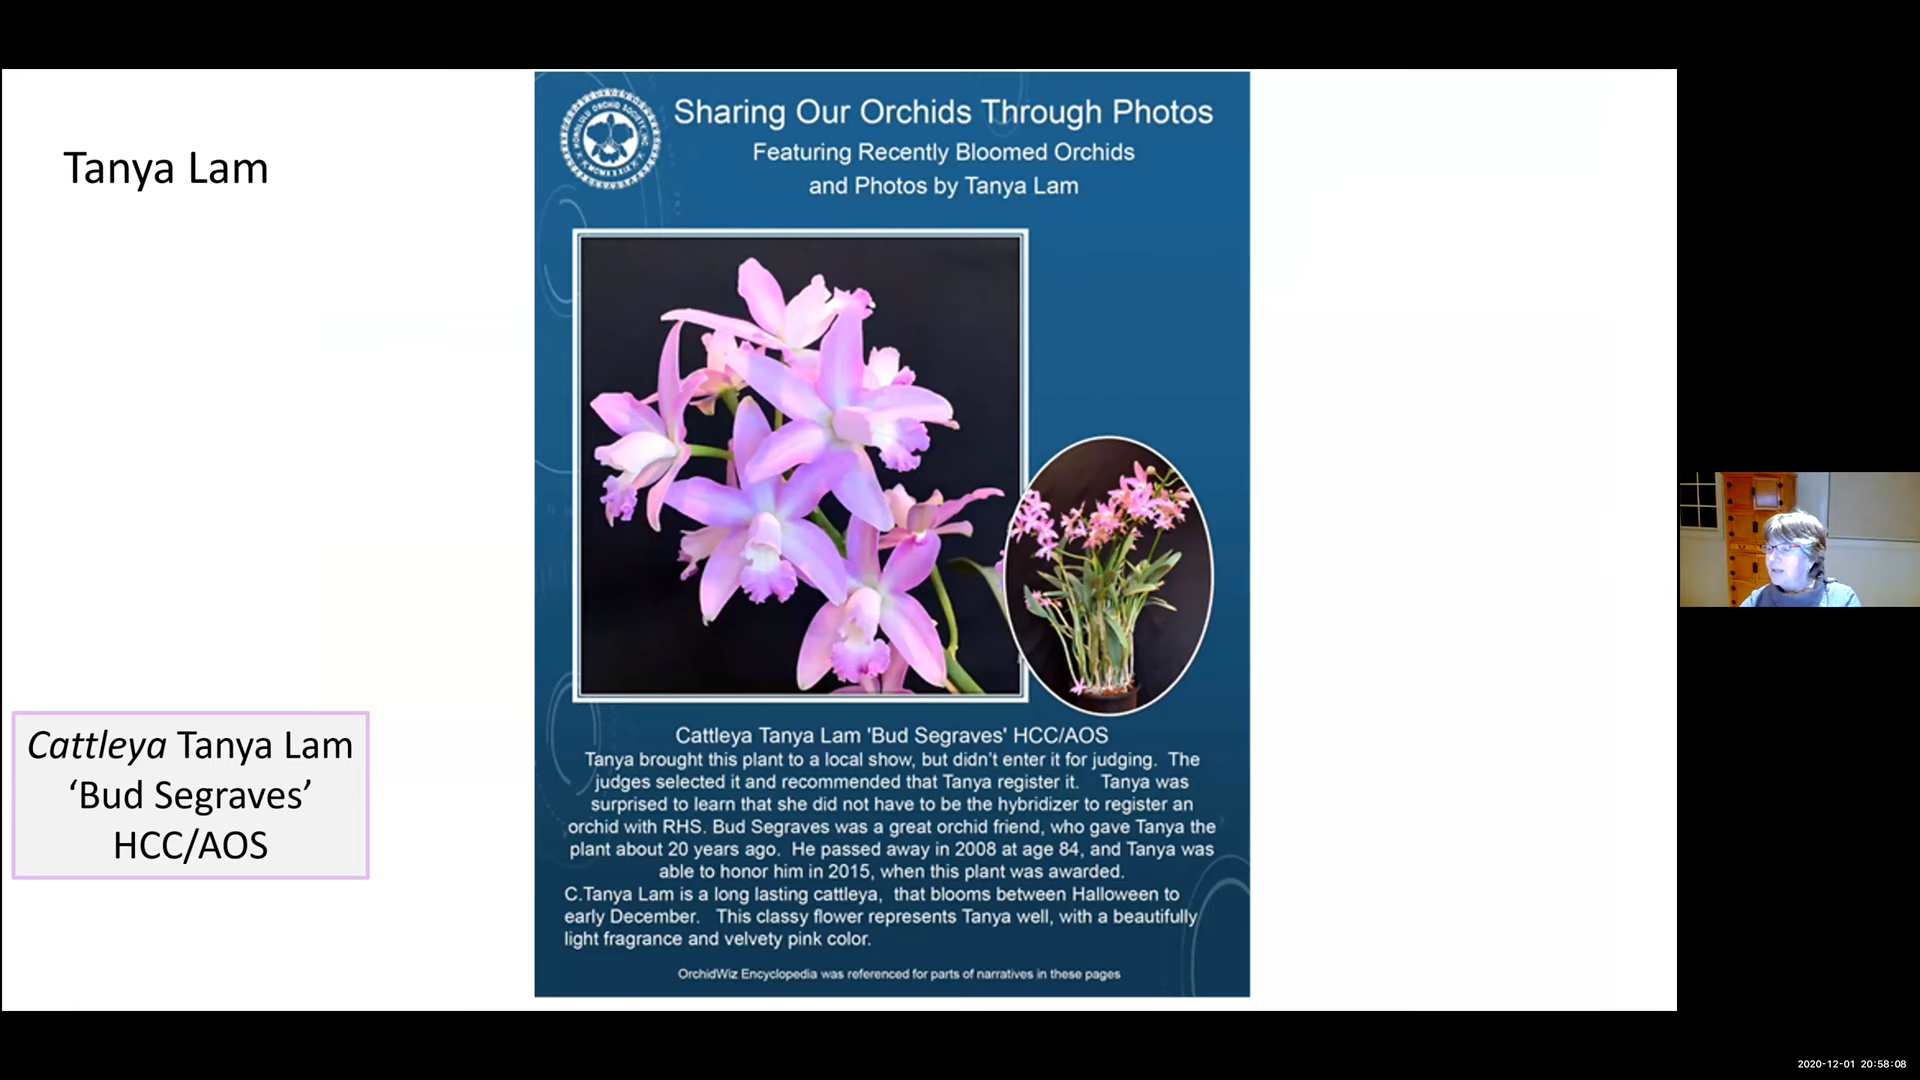 Tanya Lam
HONOLULU ORCHID SOCIETY, INC.
MCMXXXIX
Sharing Our Orchids Through Photos
Featuring Recently Bloomed Orchids
and Photos by Tanya Lam
Cattleya Tanya Lam
‘Bud Segraves’
HCC/AOS
Cattleya Tanya Lam 'Bud Segraves' HCC/AOS
Tanya brought this plant to a local show, but didn't enter it for judging. The
judges selected it and recommended that Tanya register it. Tanya was
surprised to learn that she did not have to be the hybridizer to register an
orchid with RHS. Bud Segraves was a great orchid friend, who gave Tanya the
plant about 20 years ago. He passed away in 2008 at age 84, and Tanya was
able to honor him in 2015, when this plant was awarded.
C.Tanya Lam is a long lasting cattleya, that blooms between Halloween to
early December. This classy flower represents Tanya well, with a beautifully
light fragrance and velvety pink color.
OrchidWiz Encyclopedia was referenced for parts of narratives in these pages
2020-12-01 20:58:08